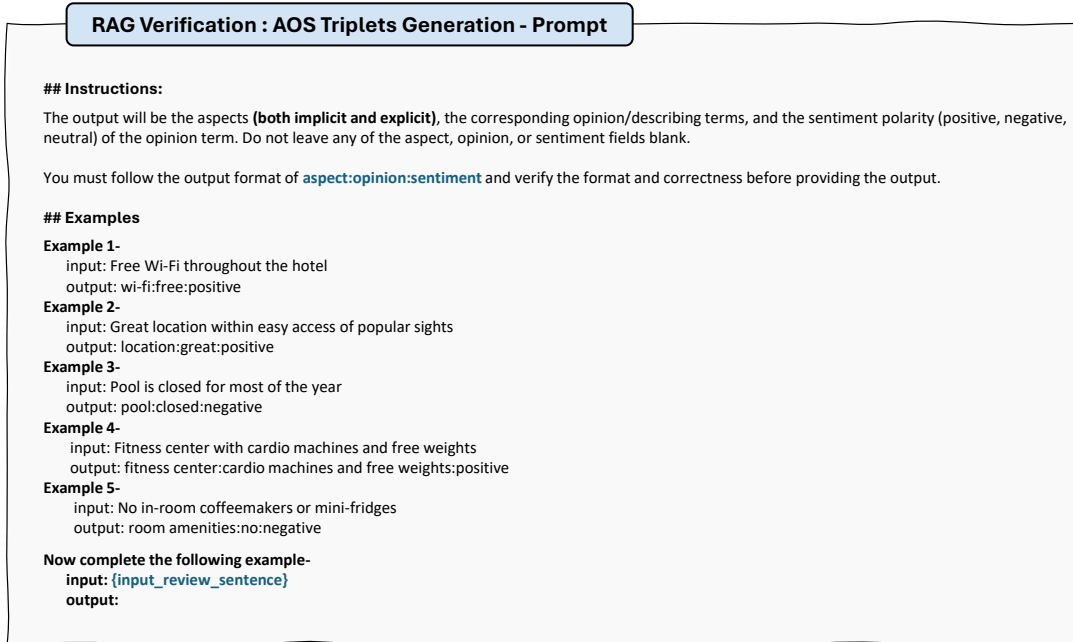 RAG Verification : AOS Triplets Generation - Prompt
## Instructions:
The output will be the aspects (both implicit and explicit), the corresponding opinion/describing terms, and the sentiment polarity (positive, negative,
neutral) of the opinion term. Do not leave any of the aspect, opinion, or sentiment fields blank.
You must follow the output format of aspect:opinion:sentiment and verify the format and correctness before providing the output.
## Examples
Example 1-
input: Free Wi-Fi throughout the hotel
output: wi-fi:free:positive
Example 2-
input: Great location within easy access of popular sights
output: location:great:positive
Example 3-
input: Pool is closed for most of the year
output: pool:closed:negative
Example 4-
input: Fitness center with cardio machines and free weights
output: fitness center:cardio machines and free weights:positive
Example 5-
input: No in-room coffeemakers or mini-fridges
output: room amenities:no:negative
Now complete the following example-
input: {input_review_sentence}
output: